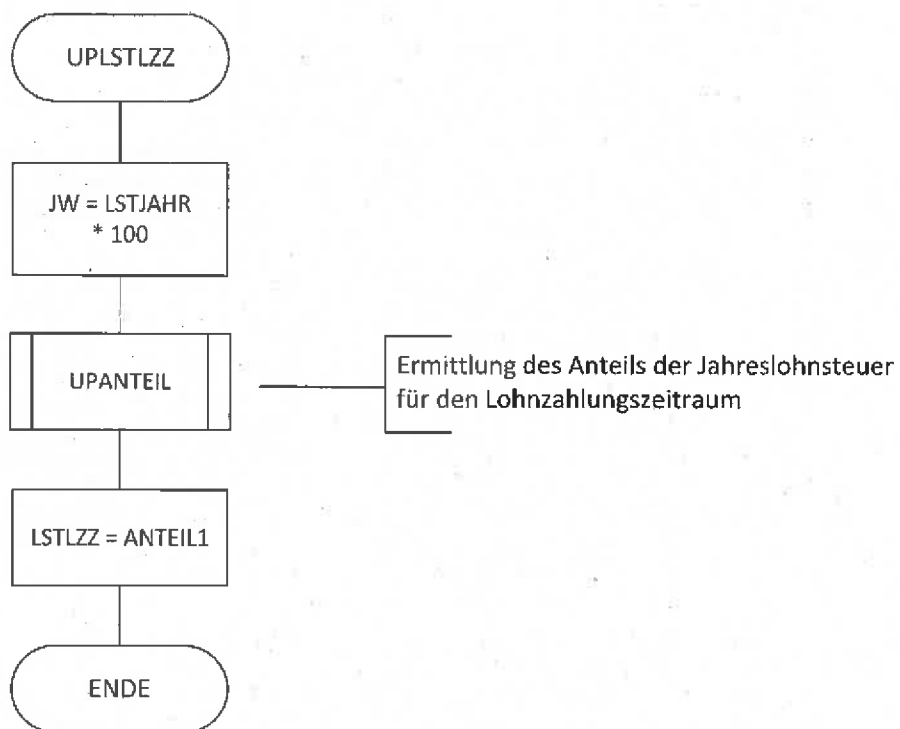 UPLSTLZZ
JW = LSTJAHR
* 100
UPANTEIL
Ermittlung des Anteils der Jahreslohnsteuer
für den Lohnzahlungszeitraum
LSTLZZ = ANTEIL1
ENDE